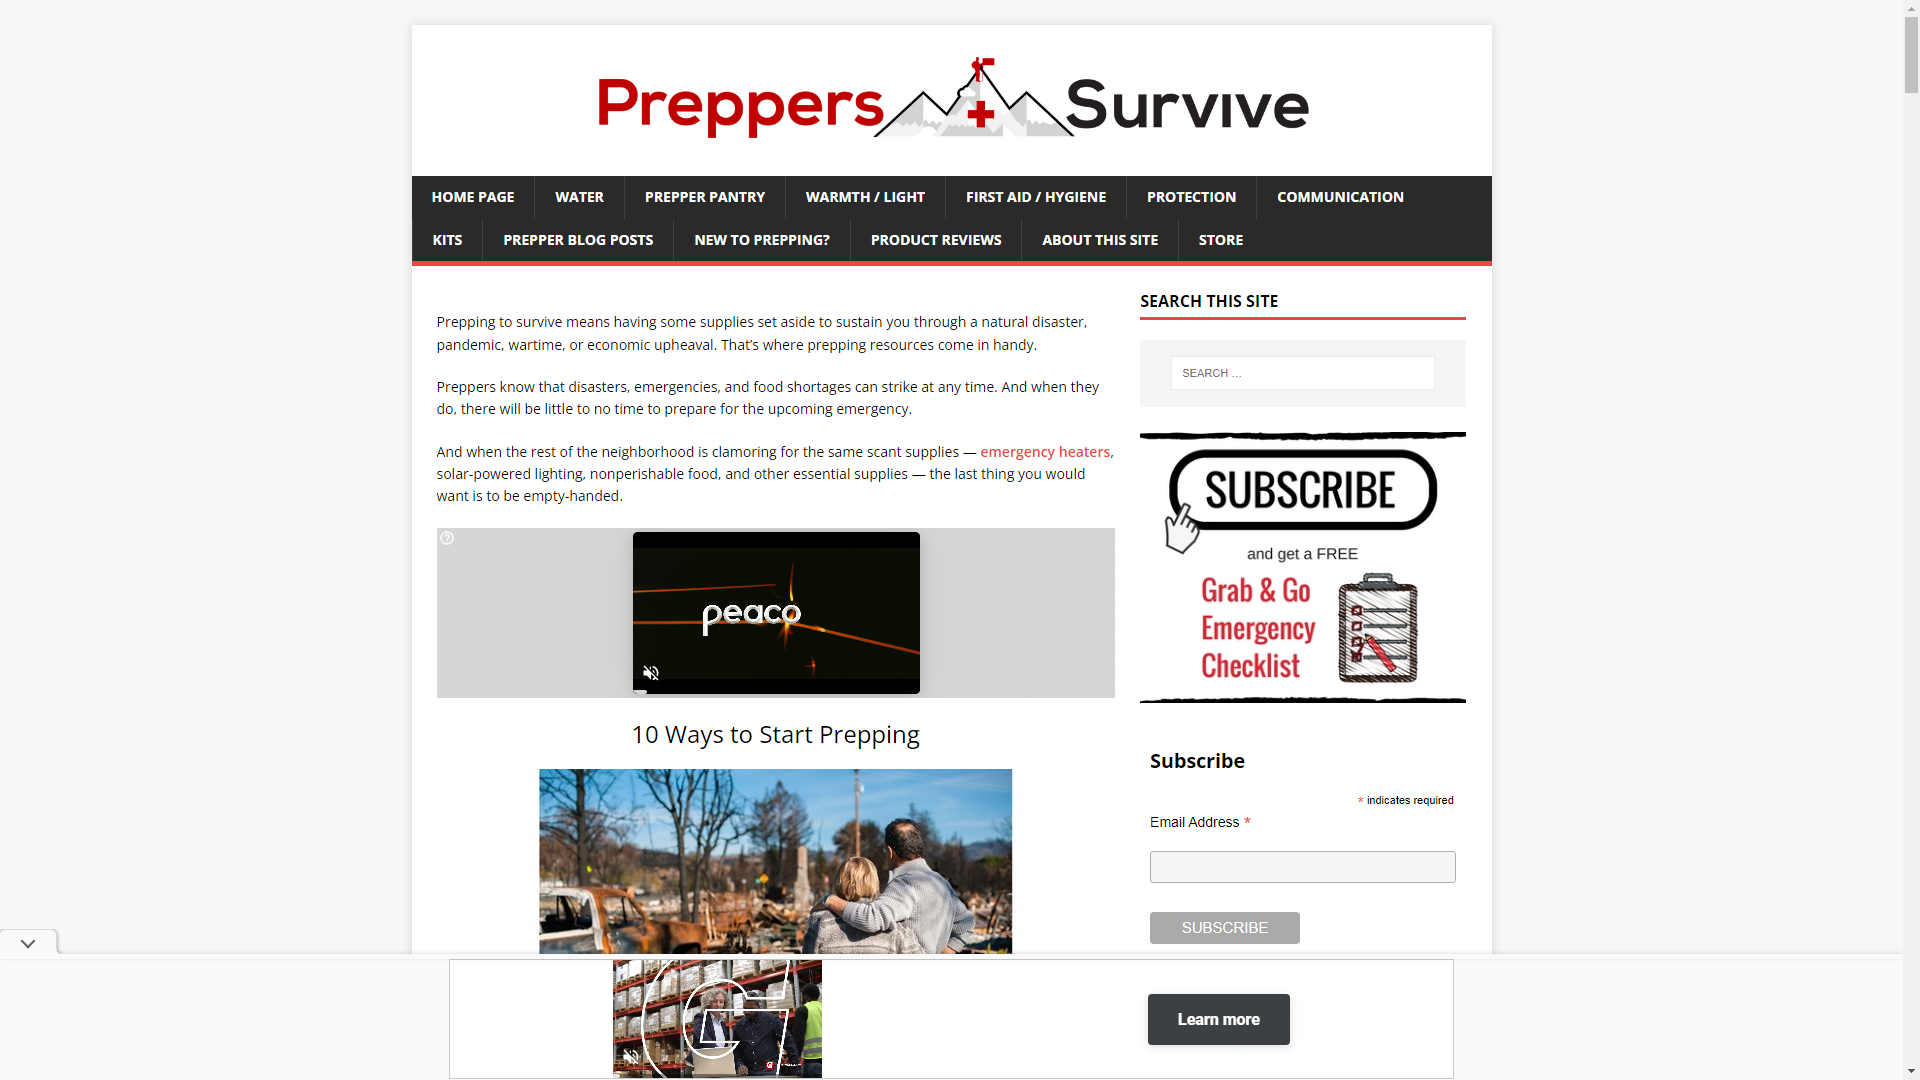 Preppers Survive
HOME PAGE
WATER
PREPPER PANTRY
WARMTH / LIGHT
FIRST AID / HYGIENE
PROTECTION
COMMUNICATION
KITS
PREPPER BLOG POSTS
NEW TO PREPPING?
PRODUCT REVIEWS
ABOUT THIS SITE
STORE
Prepping to survive means having some supplies set aside to sustain you through a natural disaster,
pandemic, wartime, or economic upheaval. That’s where prepping resources come in handy.
Preppers know that disasters, emergencies, and food shortages can strike at any time. And when they
do, there will be little to no time to prepare for the upcoming emergency.
And when the rest of the neighborhood is clamoring for the same scant supplies — emergency heaters,
solar-powered lighting, nonperishable food, and other essential supplies — the last thing you would
want is to be empty-handed.
peaco
10 Ways to Start Prepping
SEARCH THIS SITE
SEARCH …
SUBSCRIBE
and get a FREE
Grab & Go
Emergency
Checklist
Subscribe
* indicates required
Email Address *
SUBSCRIBE
Learn more